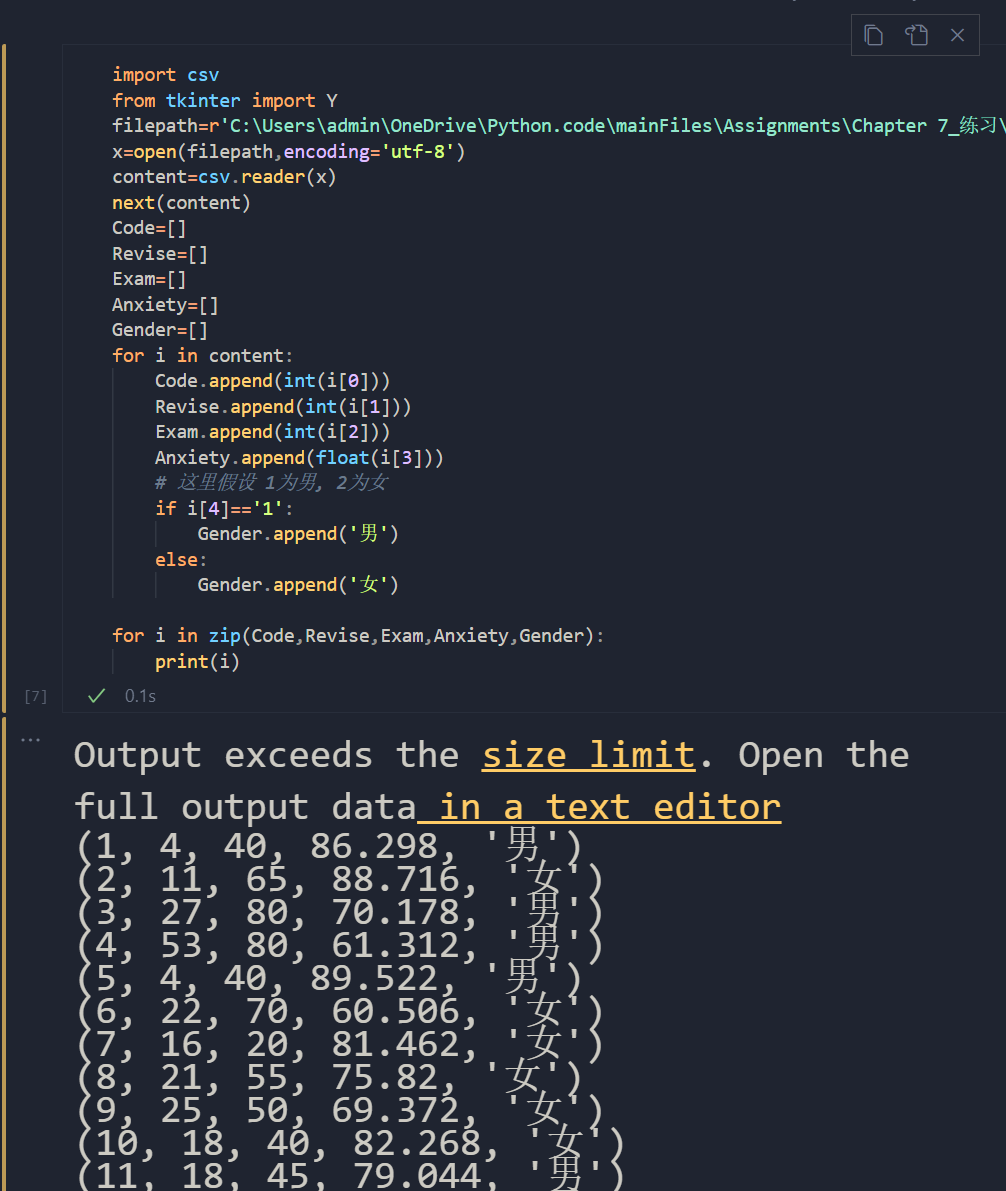 import csv
from tkinter import Y
filepath=r'C:\Users\admin\OneDrive\Python.code\mainFiles\Assignments\Chapter 7_练习\
x=open(filepath,encoding='utf-8')
content=csv.reader(x)
next(content)
Code=[]
Revise=[]
Exam=[]
Anxiety=[]
Gender=[]
for i in content:
    Code.append(int(i[0]))
    Revise.append(int(i[1]))
    Exam.append(int(i[2]))
    Anxiety.append(float(i[3]))
    # 这里假设 1为男, 2为女
    if i[4]=='1':
        Gender.append('男')
    else:
        Gender.append('女')
for i in zip(Code,Revise,Exam,Anxiety,Gender):
    print(i)
[7] 0.1s
... Output exceeds the size limit. Open the
full output data in a text editor
(1, 4, 40, 86.298, '男')
(2, 11, 65, 88.716, '女')
(3, 27, 80, 70.178, '男')
(4, 53, 80, 61.312, '男')
(5, 4, 40, 89.522, '男')
(6, 22, 70, 60.506, '女')
(7, 16, 20, 81.462, '女')
(8, 21, 55, 75.82, '女')
(9, 25, 50, 69.372, '女')
(10, 18, 40, 82.268, '女')
(11, 18, 45, 79.044, '男')